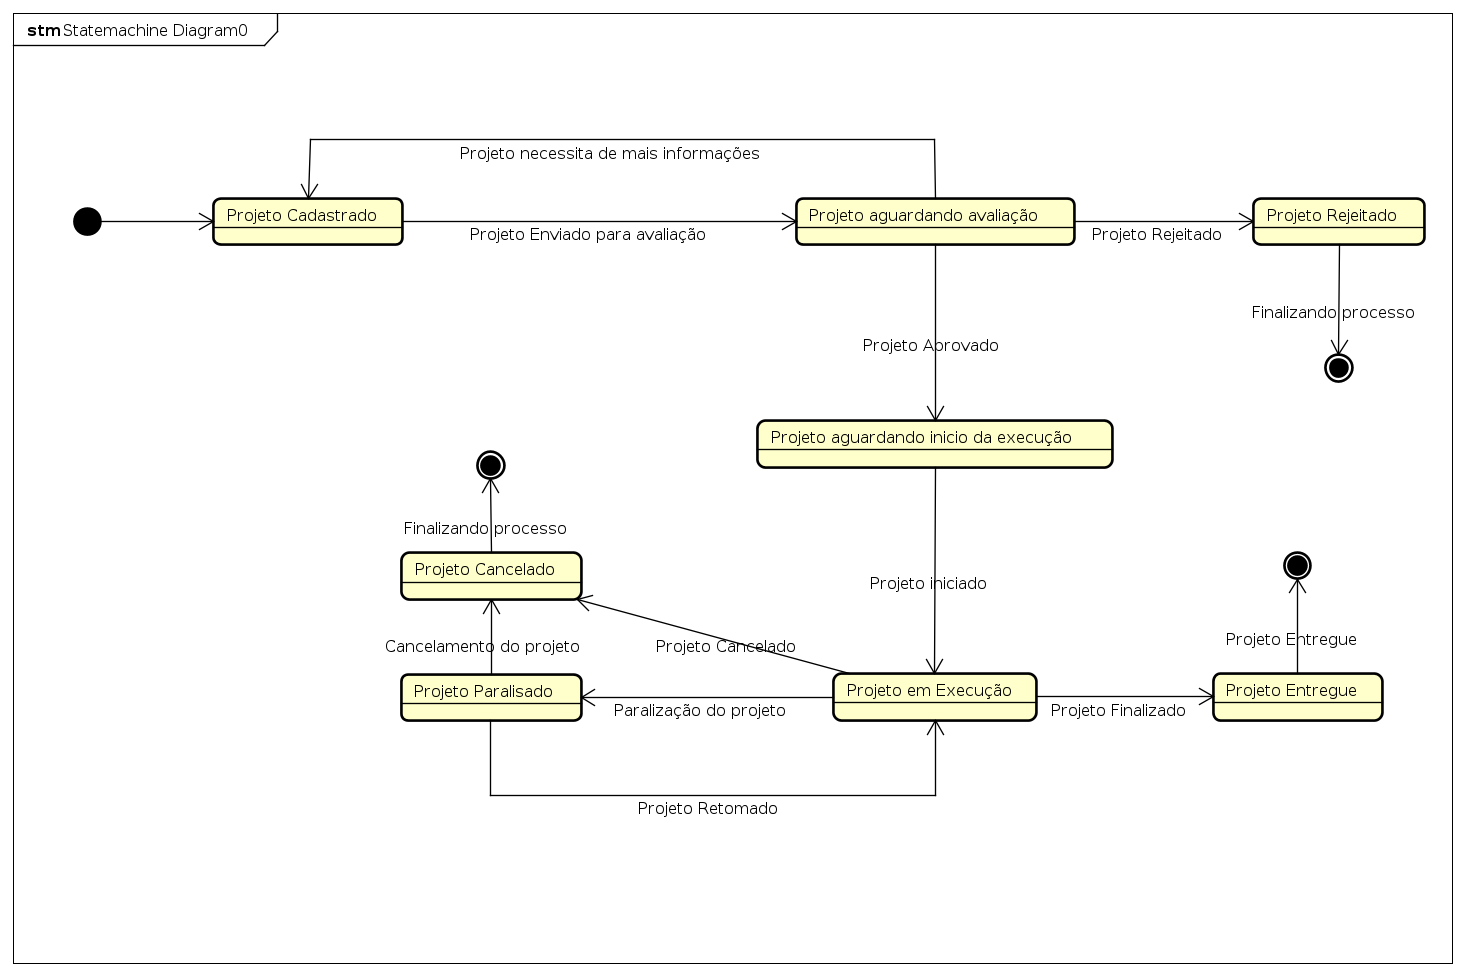 stm Statemachine Diagram0
Projeto necessita de mais informações
Projeto Cadastrado
Projeto Enviado para avaliação
Projeto aguardando avaliação
Projeto Rejeitado
Projeto Rejeitado
Finalizando processo
Projeto Aprovado
Projeto aguardando inicio da execução
Finalizando processo
Projeto Cancelado
Projeto iniciado
Cancelamento do projeto
Projeto Cancelado
Projeto Entregue
Projeto Paralisado
Paralização do projeto
Projeto em Execução
Projeto Finalizado
Projeto Entregue
Projeto Retomado